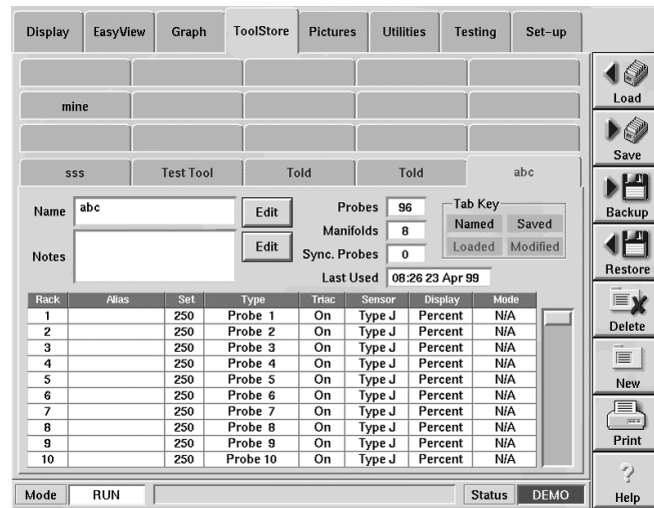 Display EasyView Graph ToolStore Pictures Utilities Testing Set-up
Load
mine
Save
sss Test Tool Told Told abc
Name abc Edit Probes 96 Tab Key
Manifolds 8 Named Saved
Backup
Notes Edit Sync. Probes 0 Loaded Modified
Last Used 08:26 23 Apr 99
Restore
Rack Alias Set Type Triac Sensor Display Mode
1 250 Probe 1 On Type J Percent N/A
2 250 Probe 2 On Type J Percent N/A
Delete
3 250 Probe 3 On Type J Percent N/A
4 250 Probe 4 On Type J Percent N/A
5 250 Probe 5 On Type J Percent N/A
6 250 Probe 6 On Type J Percent N/A
New
7 250 Probe 7 On Type J Percent N/A
8 250 Probe 8 On Type J Percent N/A
9 250 Probe 9 On Type J Percent N/A
Print
10 250 Probe 10 On Type J Percent N/A
Mode RUN Status DEMO
Help